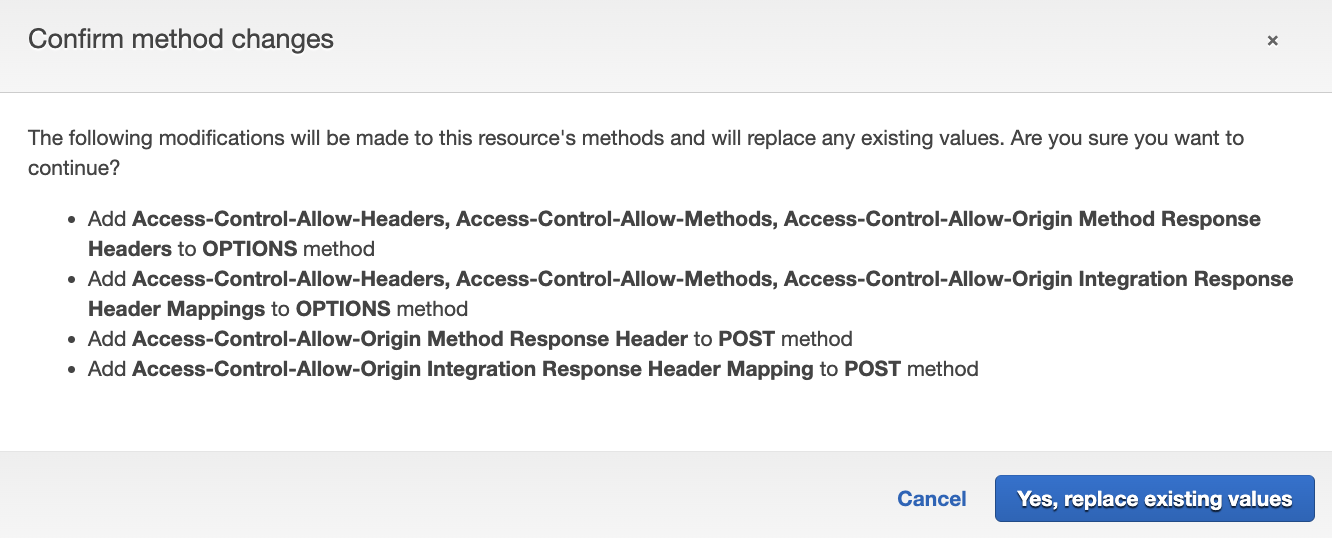 Confirm method changes
×
The following modifications will be made to this resource's methods and will replace any existing values. Are you sure you want to
continue?
• Add Access-Control-Allow-Headers, Access-Control-Allow-Methods, Access-Control-Allow-Origin Method Response
Headers to OPTIONS method
• Add Access-Control-Allow-Headers, Access-Control-Allow-Methods, Access-Control-Allow-Origin Integration Response
Header Mappings to OPTIONS method
• Add Access-Control-Allow-Origin Method Response Header to POST method
• Add Access-Control-Allow-Origin Integration Response Header Mapping to POST method
Cancel
Yes, replace existing values